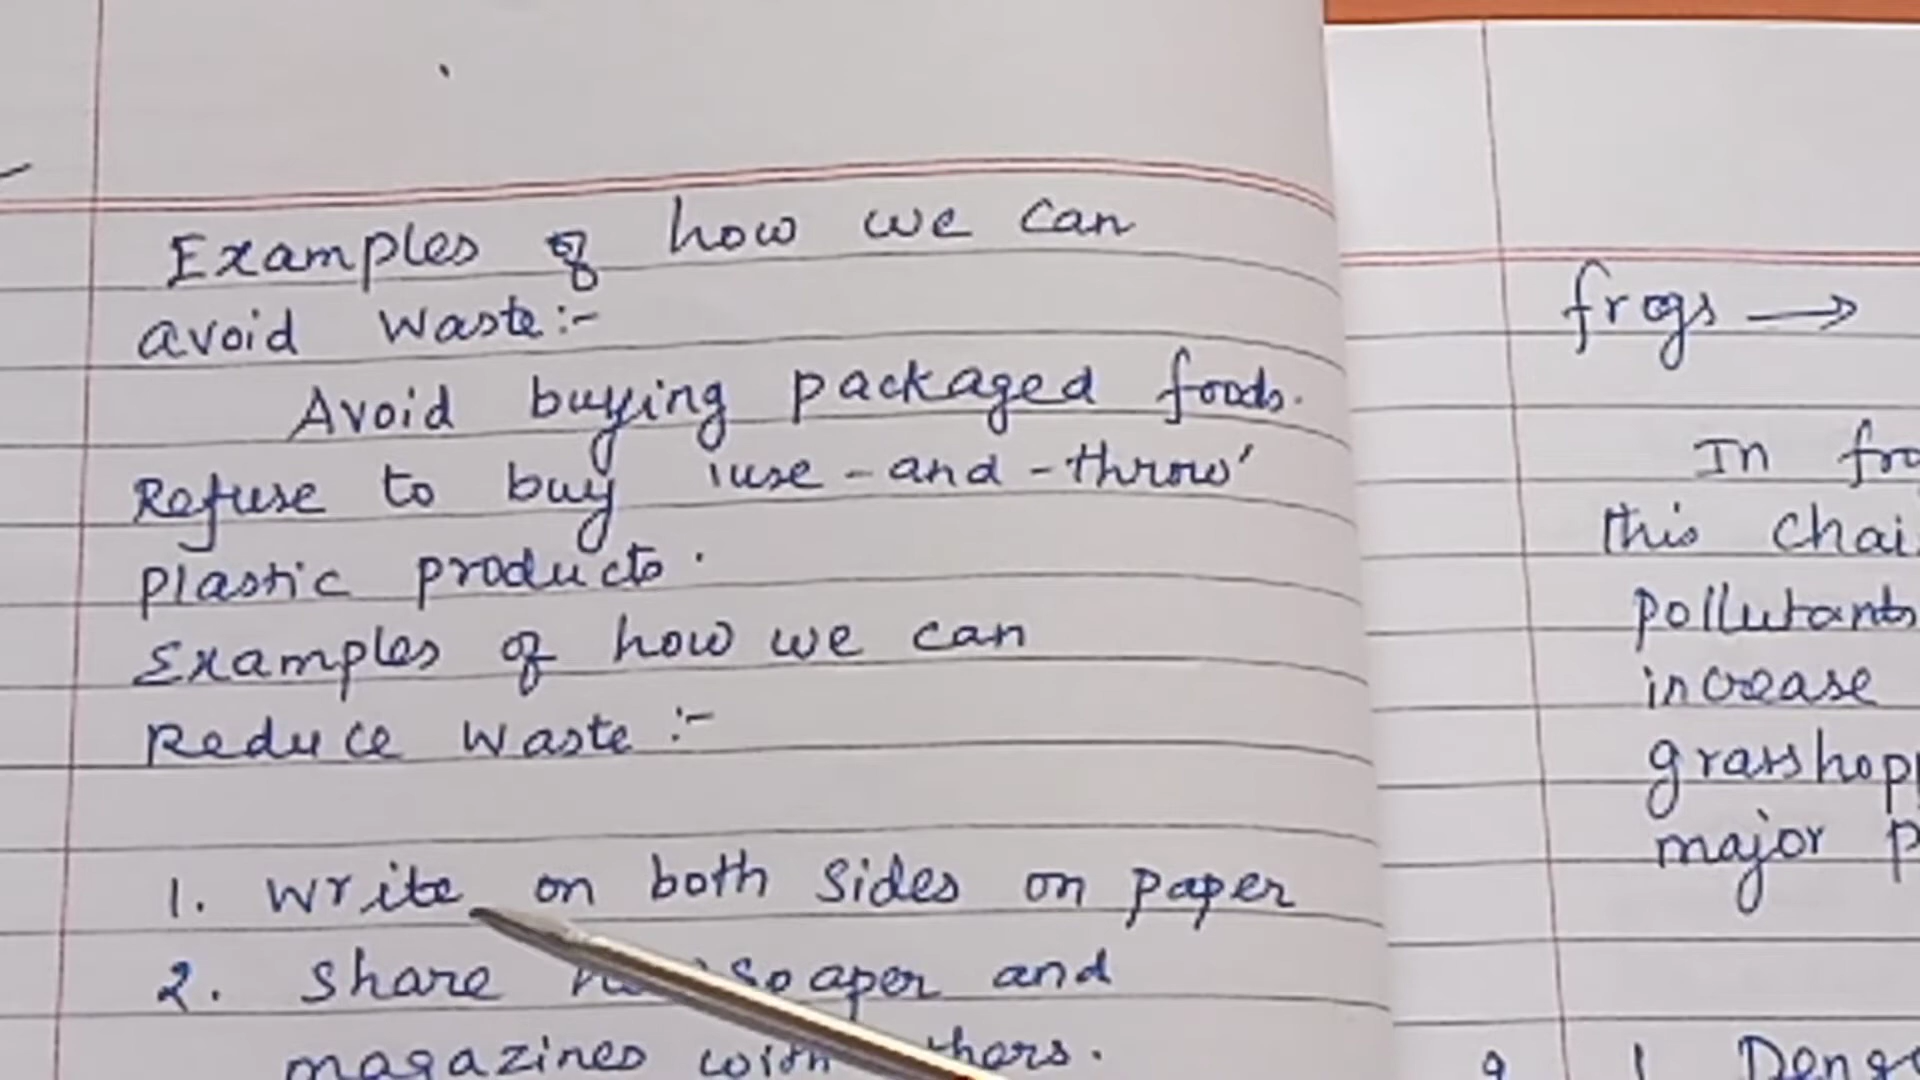 Examples of how we can
avoid waste:-
Avoid buying packaged foods.
Refuse to buy 'use-and-throw'
plastic products.
Examples of how we can
Reduce waste :-
1. Write on both sides on paper
2. Share and
magazines with
frogs →
In
this
pollutants
increase
major